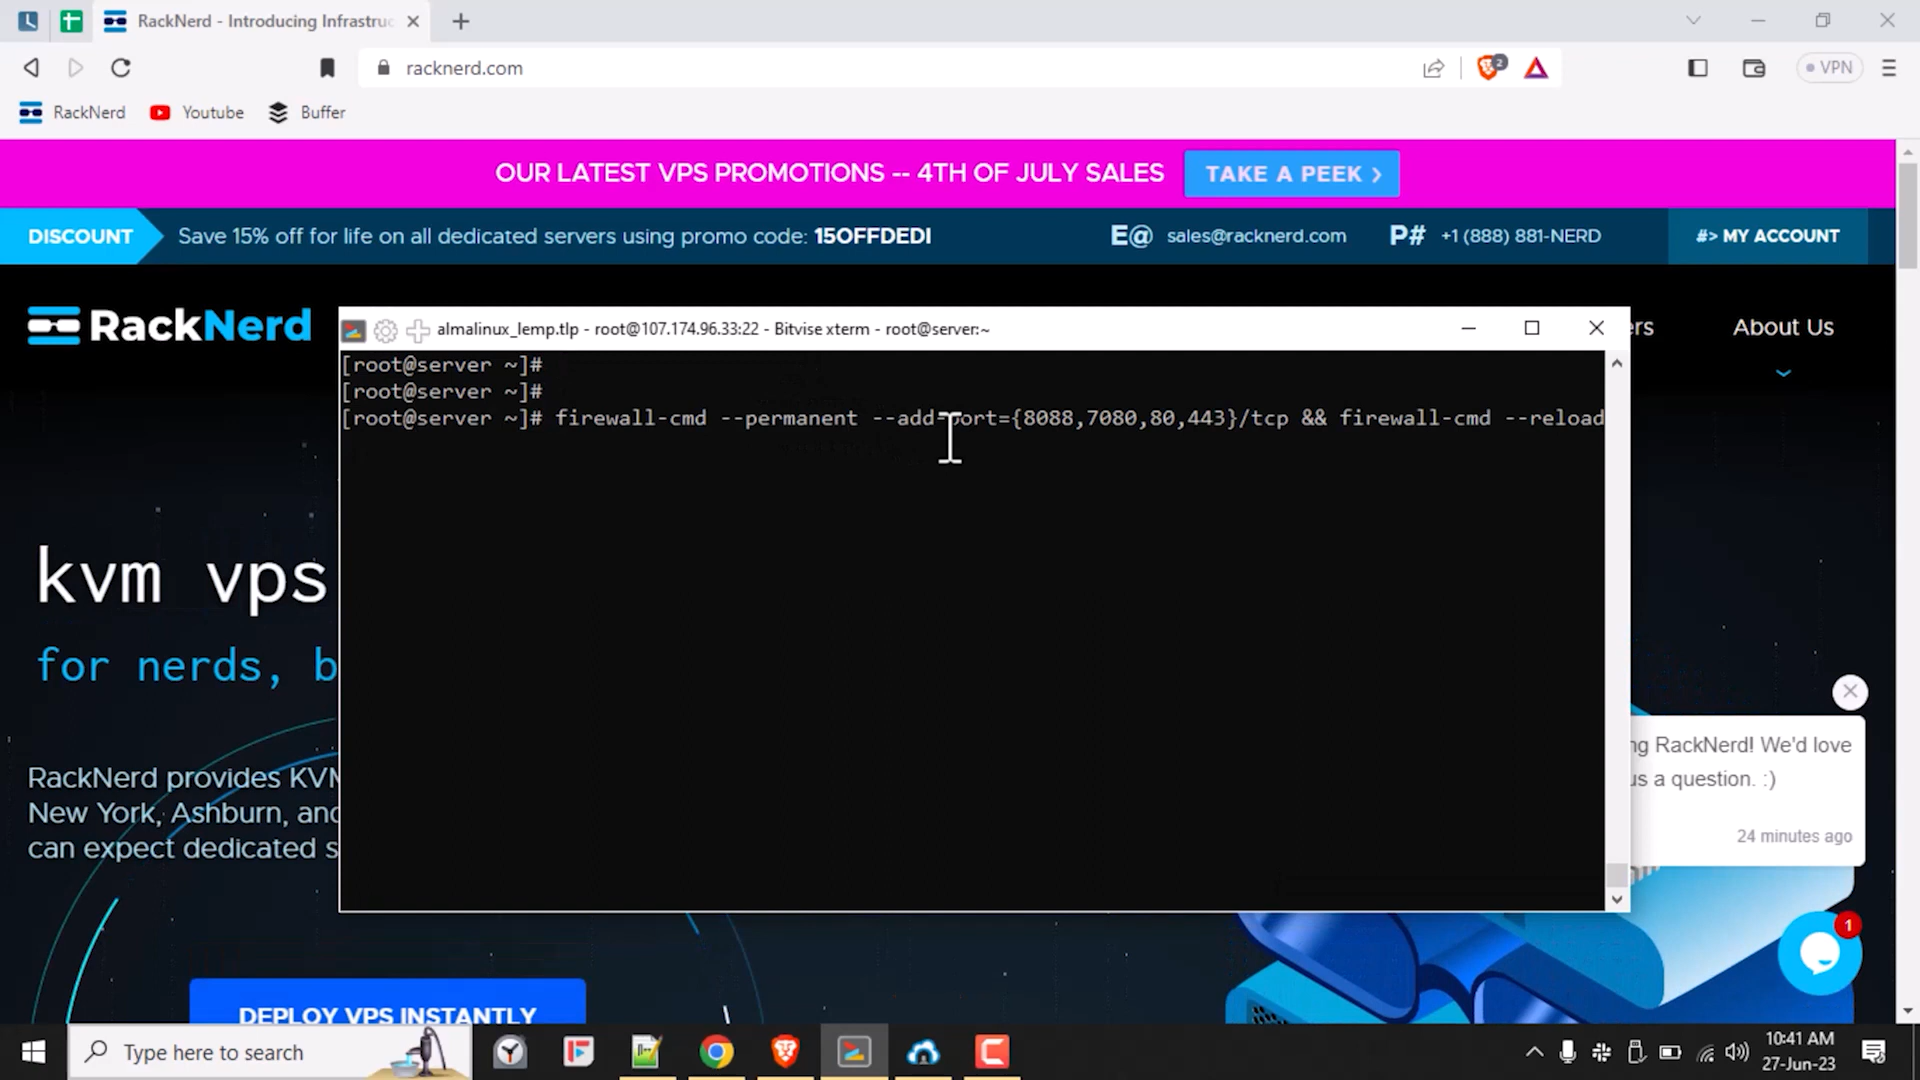 RackNerd - Introducing Infrastruc
racknerd.com
2
VPN
RackNerd
Youtube
Buffer
OUR LATEST VPS PROMOTIONS -- 4TH OF JULY SALES
TAKE A PEEK
DISCOUNT
Save 15% off for life on all dedicated servers using promo code: 15OFFDEDI
E@ sales@racknerd.com
P# +1 (888) 881-NERD
#> MY ACCOUNT
RackNerd
ers
About Us
almalinux_lemp.tlp - root@107.174.96.33:22 - Bitvise xterm - root@server:~
[root@server ~]#
[root@server ~]#
[root@server ~]# firewall-cmd --permanent --add-port={8088,7080,80,443}/tcp && firewall-cmd --reload
kvm vps
for nerds, b
RackNerd provides KVM
New York, Ashburn, and
can expect dedicated s
DEPLOY VPS INSTANTLY
ng RackNerd! We'd love
us a question. :)
24 minutes ago
1
Type here to search
10:41 AM
27-Jun-23